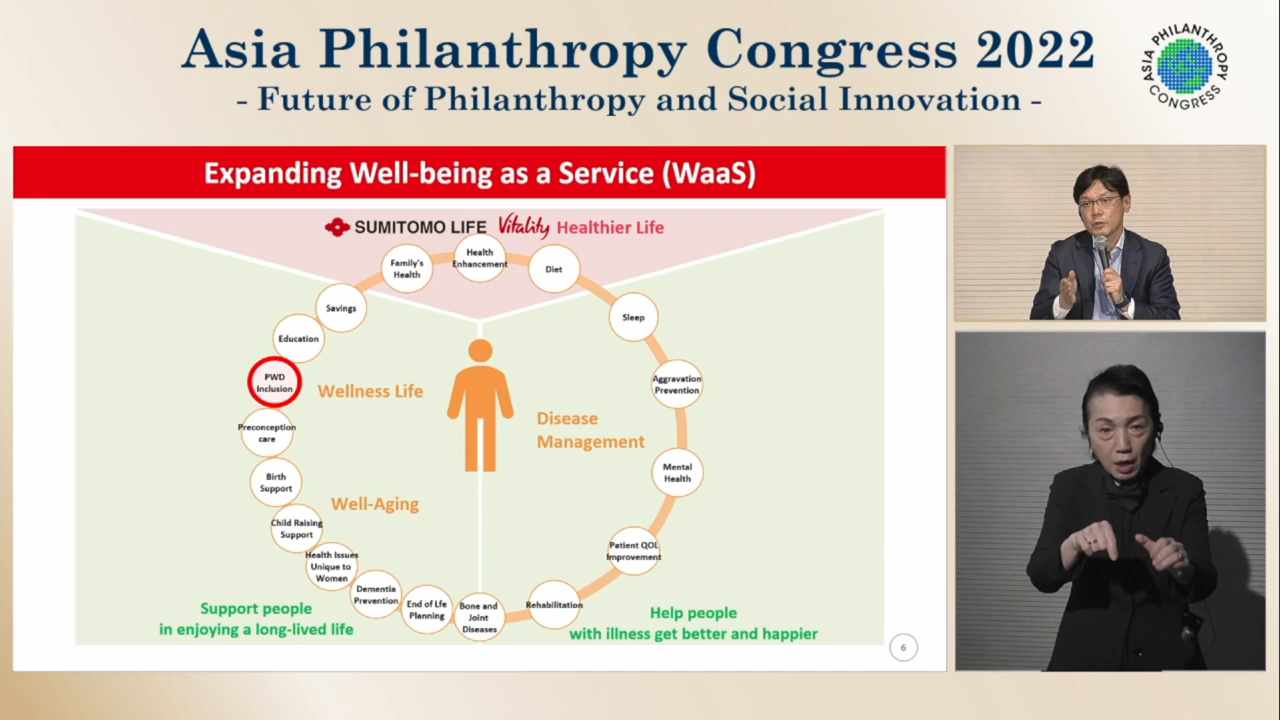 Asia Philanthropy Congress 2022
- Future of Philanthropy and Social Innovation -
ASIA PHILANTHROPY CONGRESS
Expanding Well-being as a Service (WaaS)
SUMITOMO LIFE Vitality Healthier Life
Health
Enhancement
Family's
Health
Diet
Savings
Sleep
Education
PWD
Inclusion
Wellness Life
Aggravation
Prevention
Disease
Management
Preconception
care
Mental
Health
Birth
Support
Well-Aging
Child Raising
Support
Patient QOL
Improvement
Health Issues
Unique to
Women
Dementia
Prevention
End of Life
Planning
Bone and
Joint
Diseases
Rehabilitation
Support people
in enjoying a long-lived life
Help people
with illness get better and happier
6